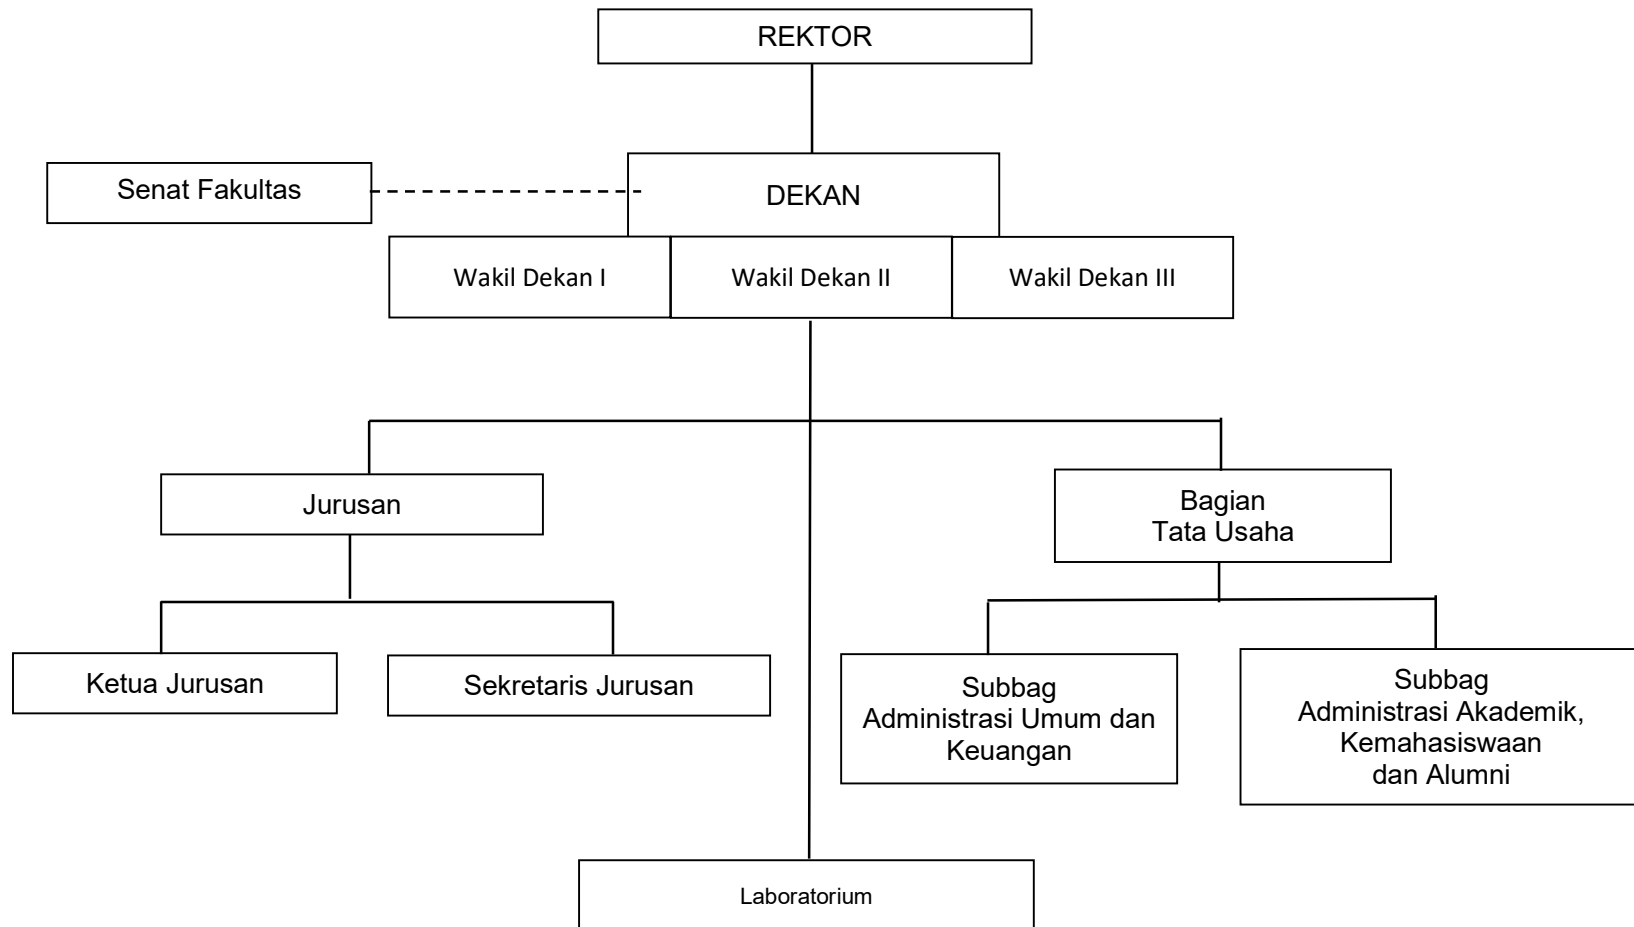 REKTOR
Senat Fakultas
DEKAN
Wakil Dekan I
Wakil Dekan II
Wakil Dekan III
Jurusan
Bagian
Tata Usaha
Ketua Jurusan
Sekretaris Jurusan
Subbag
Administrasi Umum dan
Keuangan
Subbag
Administrasi Akademik,
Kemahasiswaan
dan Alumni
Laboratorium